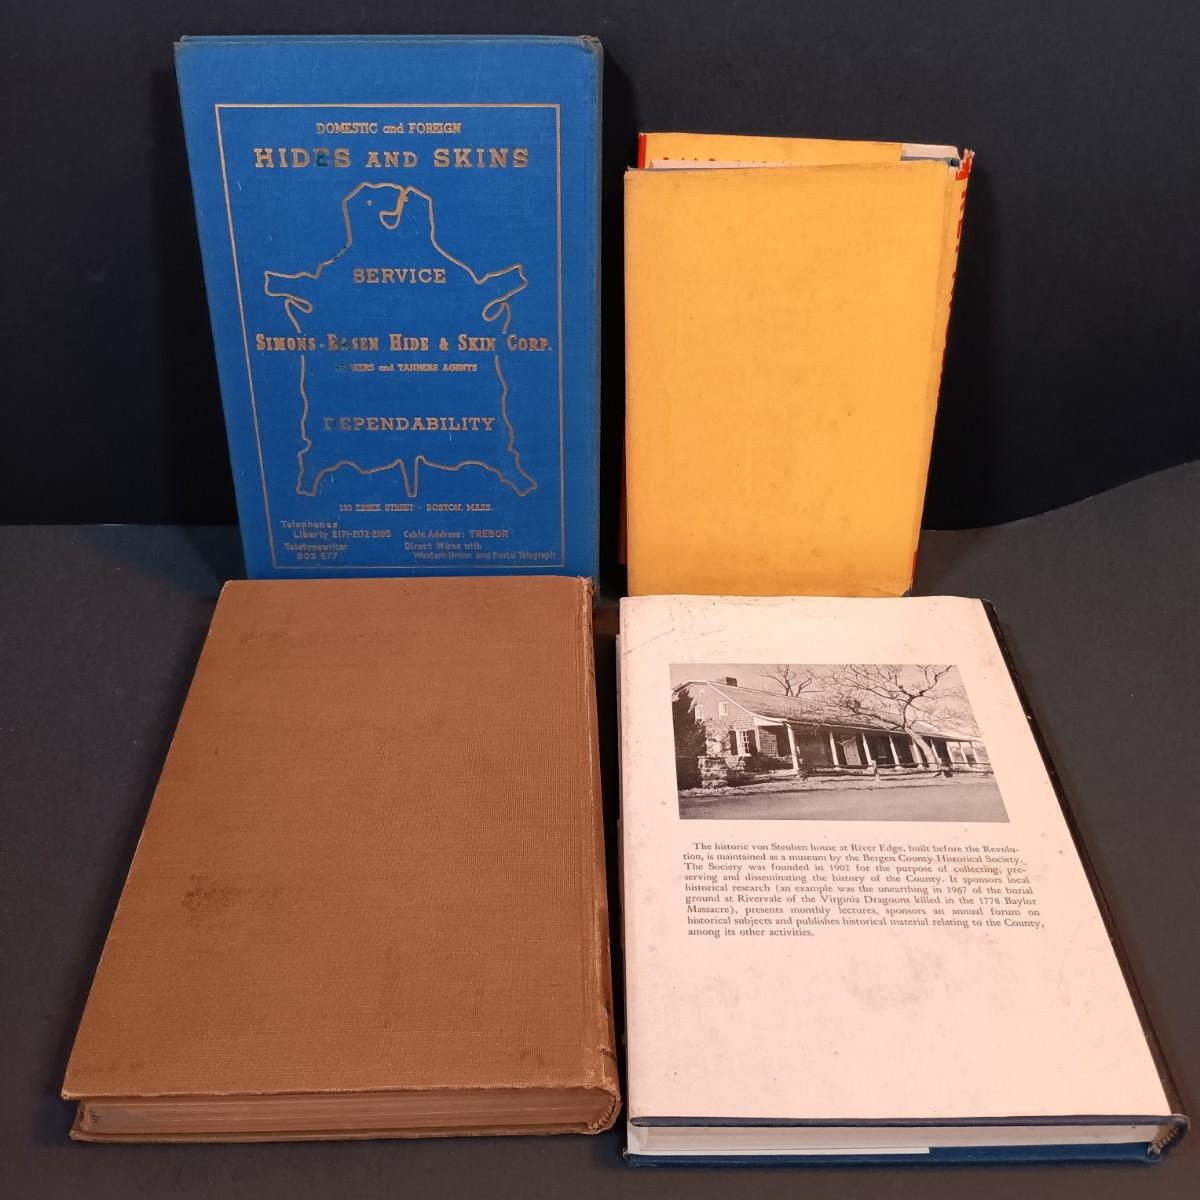 DOMESTIC and FOREIGN
HIDES AND SKINS
SERVICE
SIMONS - EISEN HIDE & SKIN CORP.
BROKERS and TANNERS AGENTS
DEPENDABILITY
ESSEX STREET - BOSTON, MASS.
Telephones
Liberty 2171-2172-2105
Teletypewriter
BOS 577
Cable Address: TREBOR
Direct Wires with
Western Union and Postal Telegraph
The historic von Steuben house at River Edge, built before the Revolu-
tion, is maintained as a museum by the Bergen County Historical Society.
The Society was founded in 1902 for the purpose of collecting, pre-
serving and disseminating the history of the County. It sponsors local
historical research (an example was the unearthing in 1967 of the burial
ground at Rivervale of the Virginia Dragoons killed in the 1778 Baylor
Massacre), presents monthly lectures, sponsors an annual forum on
historical subjects and publishes historical material relating to the County,
among its other activities.